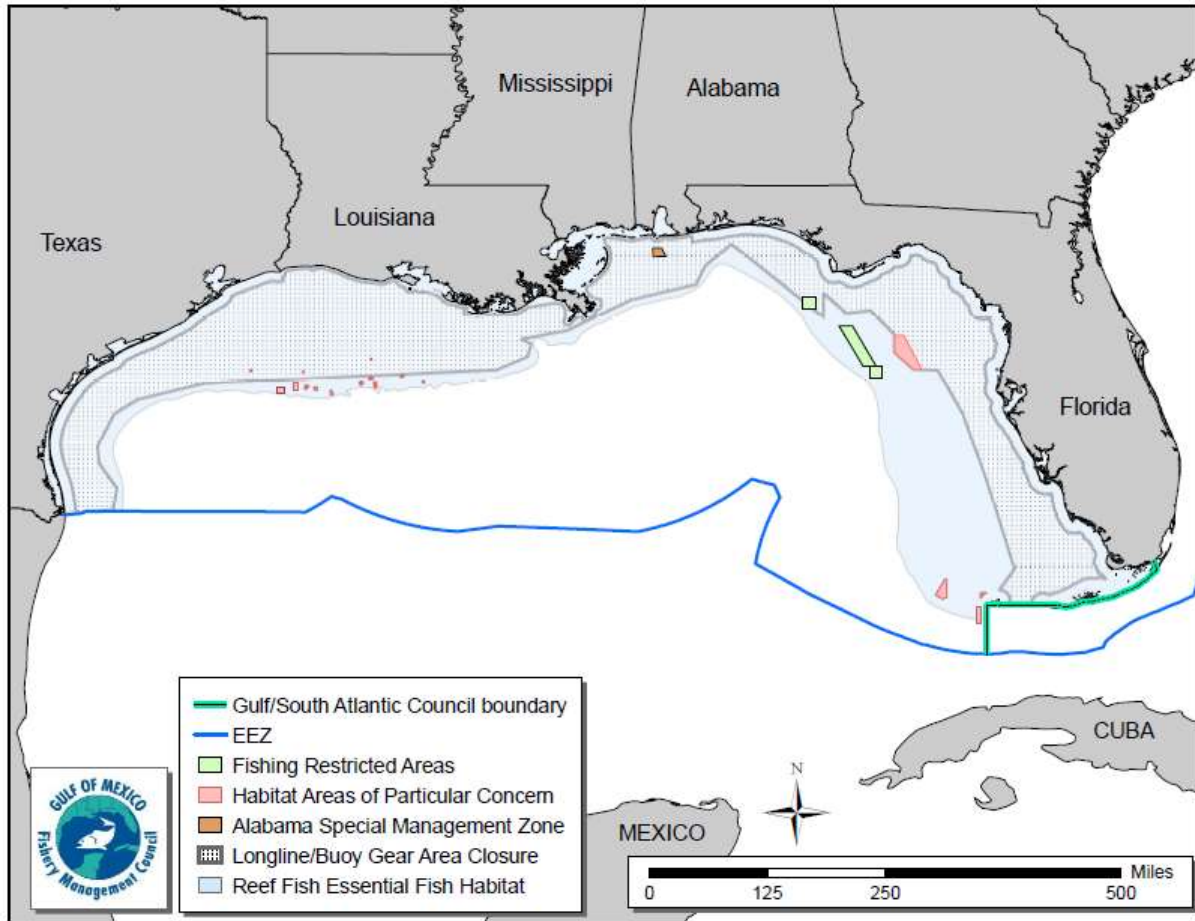 Mississippi
Alabama
Louisiana
Texas
Florida
CUBA
MEXICO
N
Gulf/South Atlantic Council boundary
EEZ
Fishing Restricted Areas
Habitat Areas of Particular Concern
Alabama Special Management Zone
Longline/Buoy Gear Area Closure
Reef Fish Essential Fish Habitat
GULF OF MEXICO
Fishery Management Council
Miles
0 125 250 500